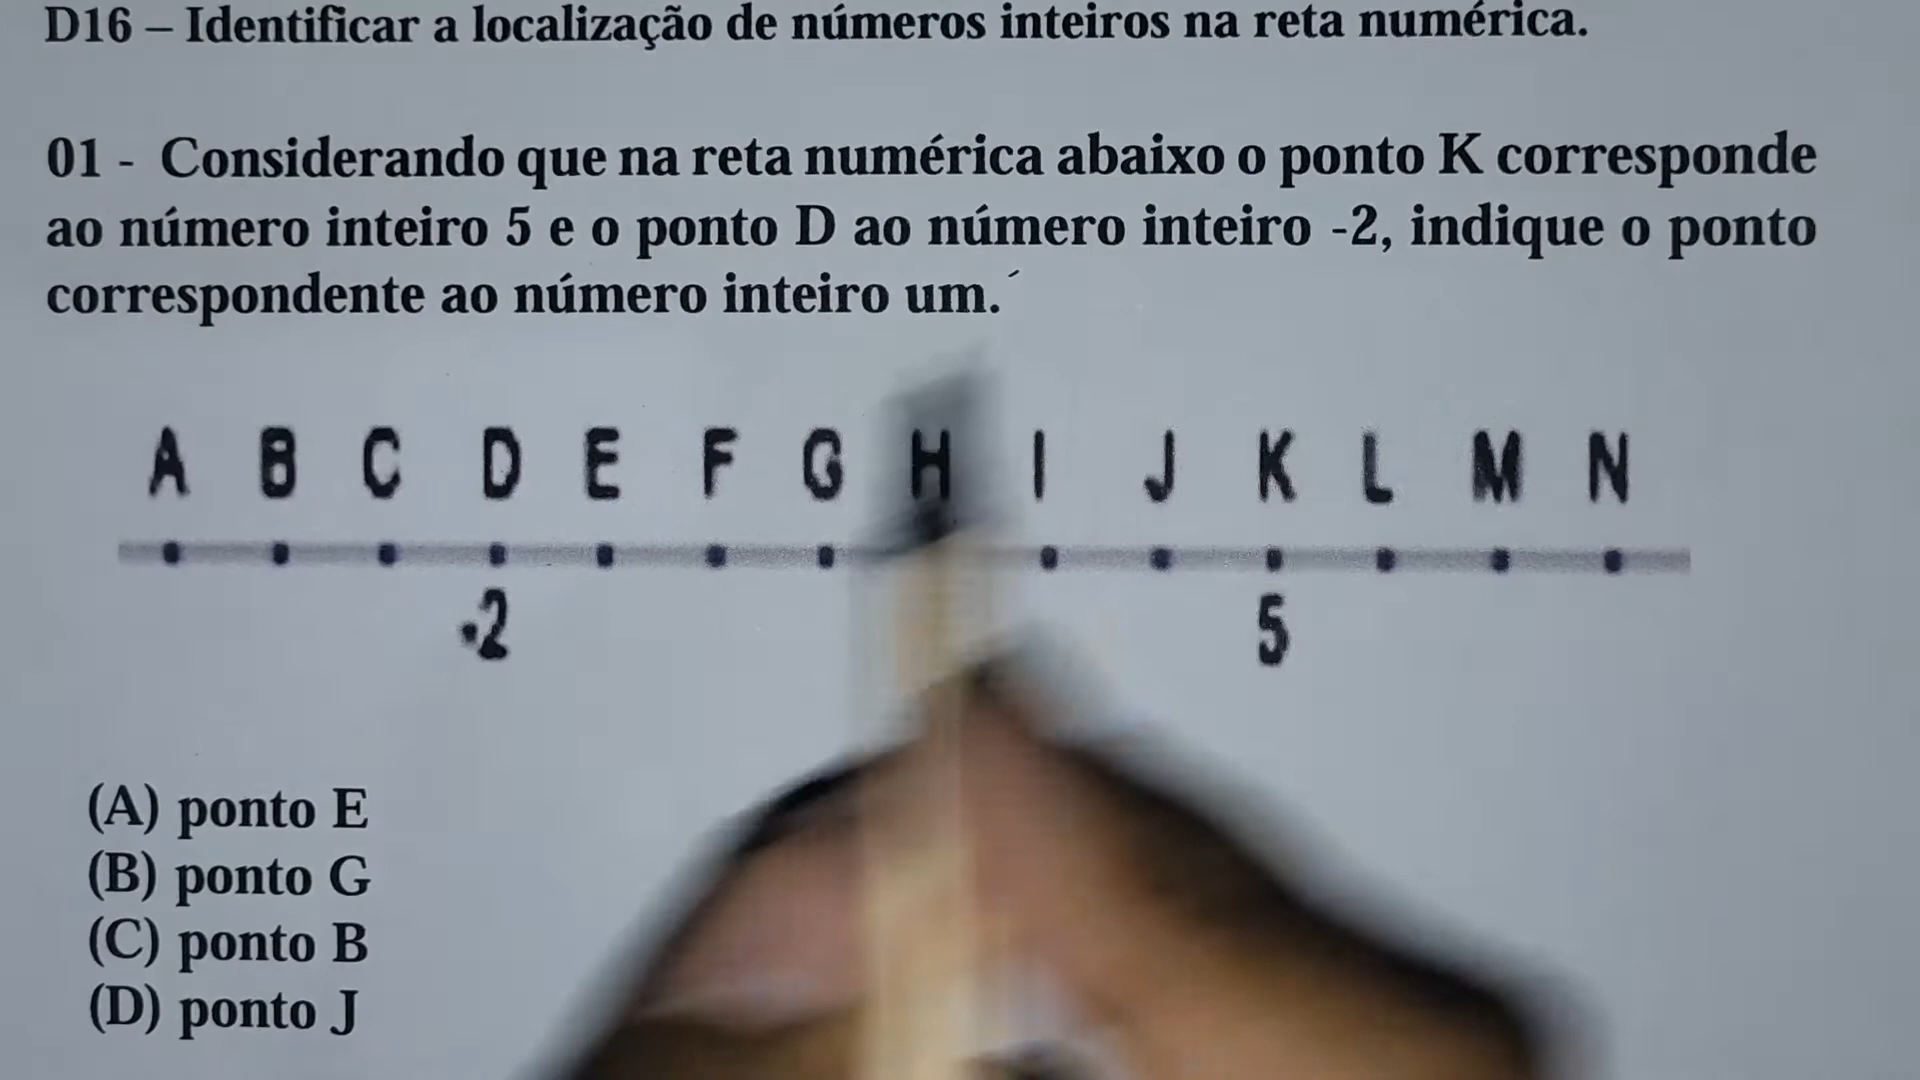 D16 – Identificar a localização de números inteiros na reta numérica.
01 - Considerando que na reta numérica abaixo o ponto K corresponde
ao número inteiro 5 e o ponto D ao número inteiro -2, indique o ponto
correspondente ao número inteiro um.
A B C D E F G H I J K L M N
-2 5
(A) ponto E
(B) ponto G
(C) ponto B
(D) ponto J